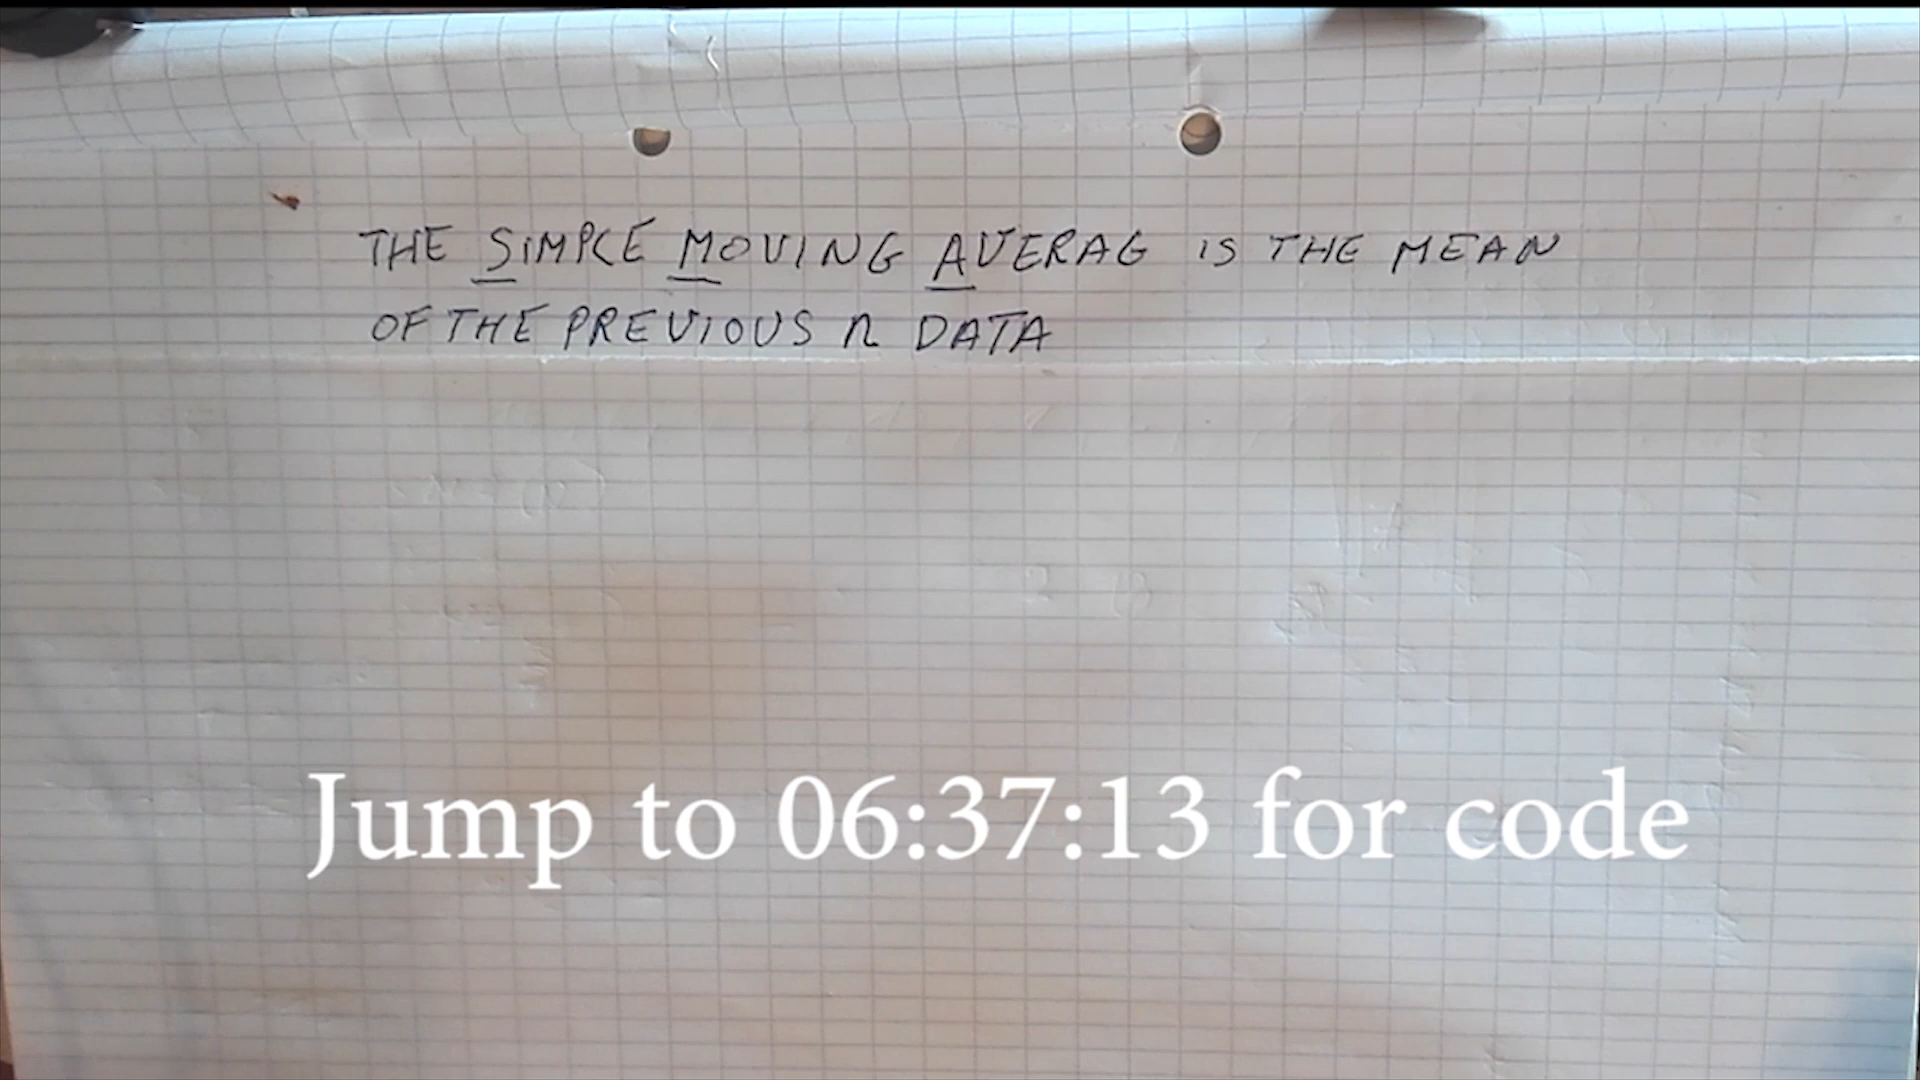 THE SIMPLE MOVING AVERAG IS THE MEAN
OF THE PREVIOUS n DATA
Jump to 06:37:13 for code